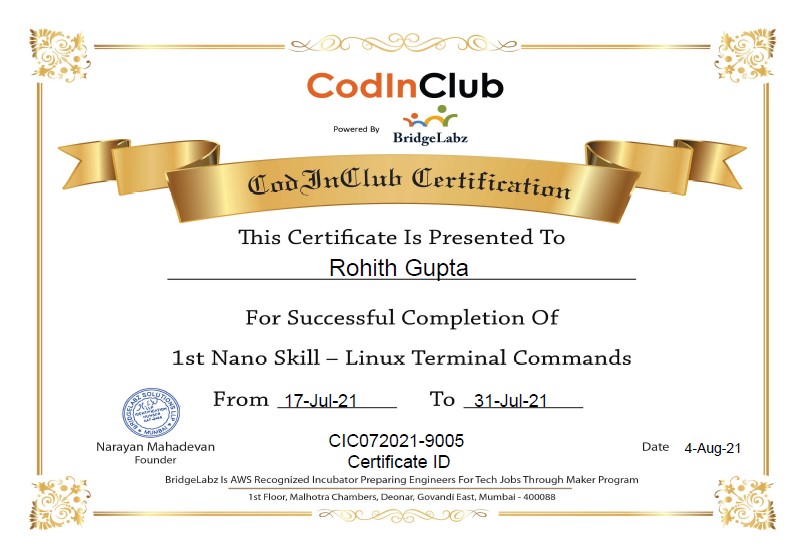 CodInClub
Powered By BridgeLabz
CodInClub Certification
This Certificate Is Presented To
Rohith Gupta
For Successful Completion Of
1st Nano Skill – Linux Terminal Commands
From 17-Jul-21 To 31-Jul-21
BRIDGELABZ SOLUTIONS LLP
MUMBAI
Narayan Mahadevan
Founder
CIC072021-9005
Certificate ID
Date 4-Aug-21
BridgeLabz Is AWS Recognized Incubator Preparing Engineers For Tech Jobs Through Maker Program
1st Floor, Malhotra Chambers, Deonar, Govandi East, Mumbai - 400088